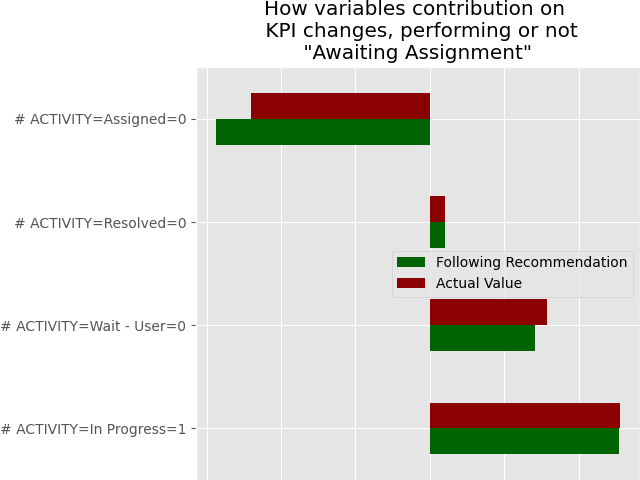 How variables contribution on
KPI changes, performing or not
"Awaiting Assignment"
# ACTIVITY=Assigned=0
# ACTIVITY=Resolved=0
Following Recommendation
Actual Value
# ACTIVITY=Wait - User=0
# ACTIVITY=In Progress=1